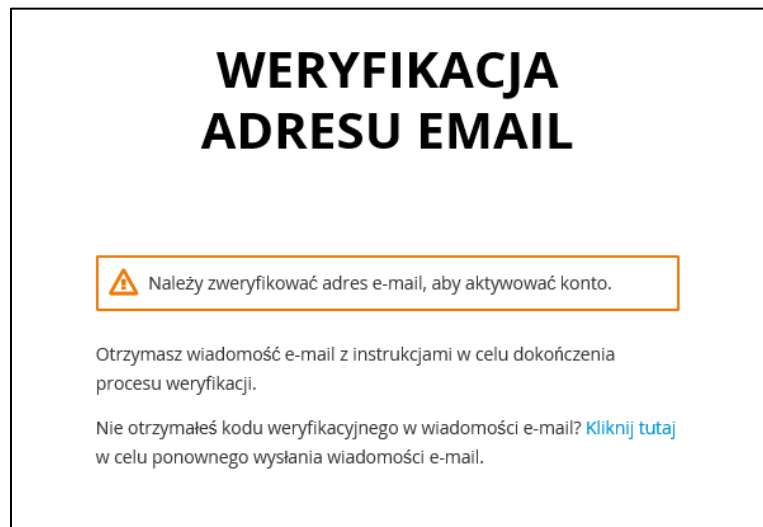 WERYFIKACJA
ADRESU EMAIL
Należy zweryfikować adres e-mail, aby aktywować konto.
Otrzymasz wiadomość e-mail z instrukcjami w celu dokończenia
procesu weryfikacji.
Nie otrzymałeś kodu weryfikacyjnego w wiadomości e-mail? Kliknij tutaj
w celu ponownego wysłania wiadomości e-mail.